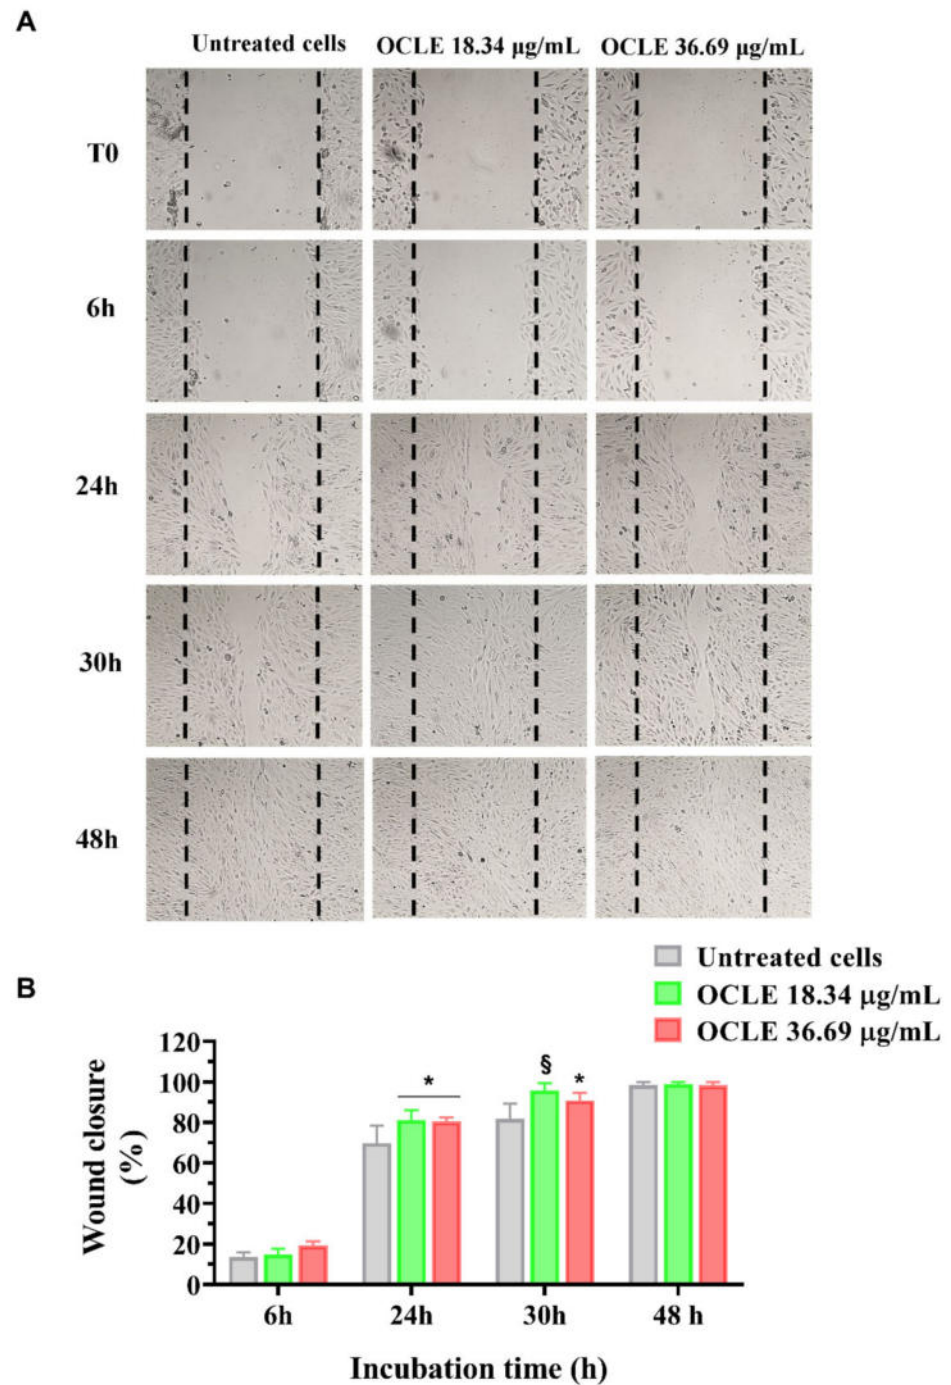 A
Untreated cells OCLE 18.34 µg/mL OCLE 36.69 µg/mL
T0
6h
24h
30h
48h
B
Untreated cells
OCLE 18.34 µg/mL
OCLE 36.69 µg/mL
Wound closure
(%)
120
100
80
60
40
20
0
*
§
*
6h 24h 30h 48 h
Incubation time (h)